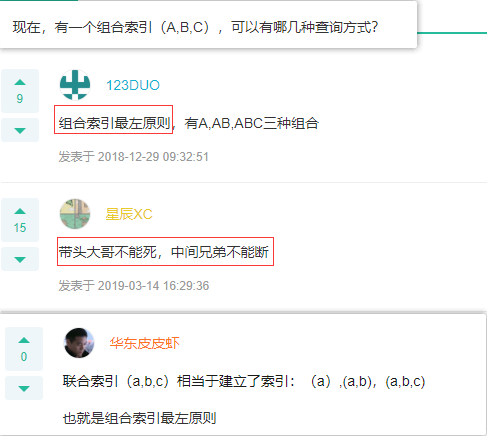 现在，有一个组合索引（A,B,C），可以有哪几种查询方式？
9
123DUO
组合索引最左原则，有A,AB,ABC三种组合
发表于 2018-12-29 09:32:51
15
星辰XC
带头大哥不能死，中间兄弟不能断
发表于 2019-03-14 16:29:36
0
华东皮皮虾
联合索引（a,b,c）相当于建立了索引：（a）,(a,b)，(a,b,c)
也就是组合索引最左原则